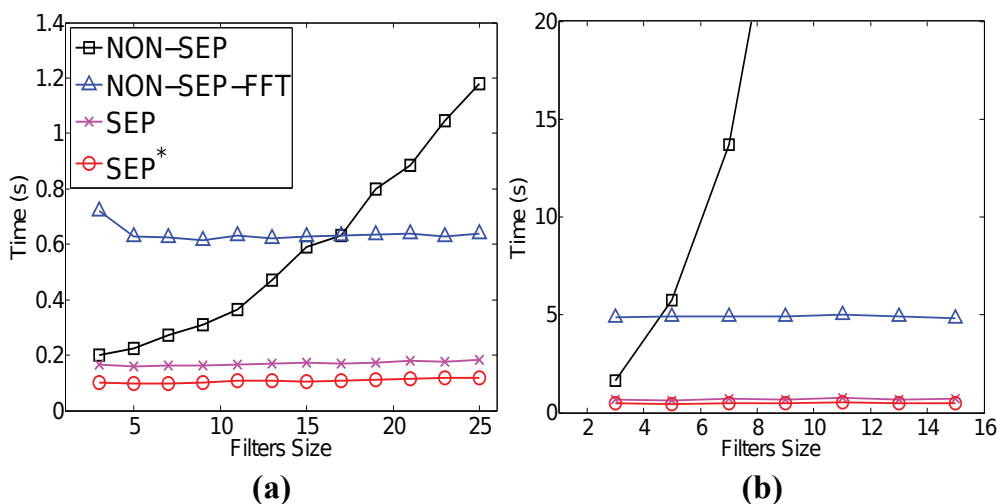 1.4
1.2
1
0.8
0.6
0.4
0.2
0
Time (s)
NON−SEP
NON−SEP−FFT
SEP
SEP*
5
10
15
20
25
Filters Size
(a)
20
15
10
5
0
Time (s)
2
4
6
8
10
12
14
16
Filters Size
(b)